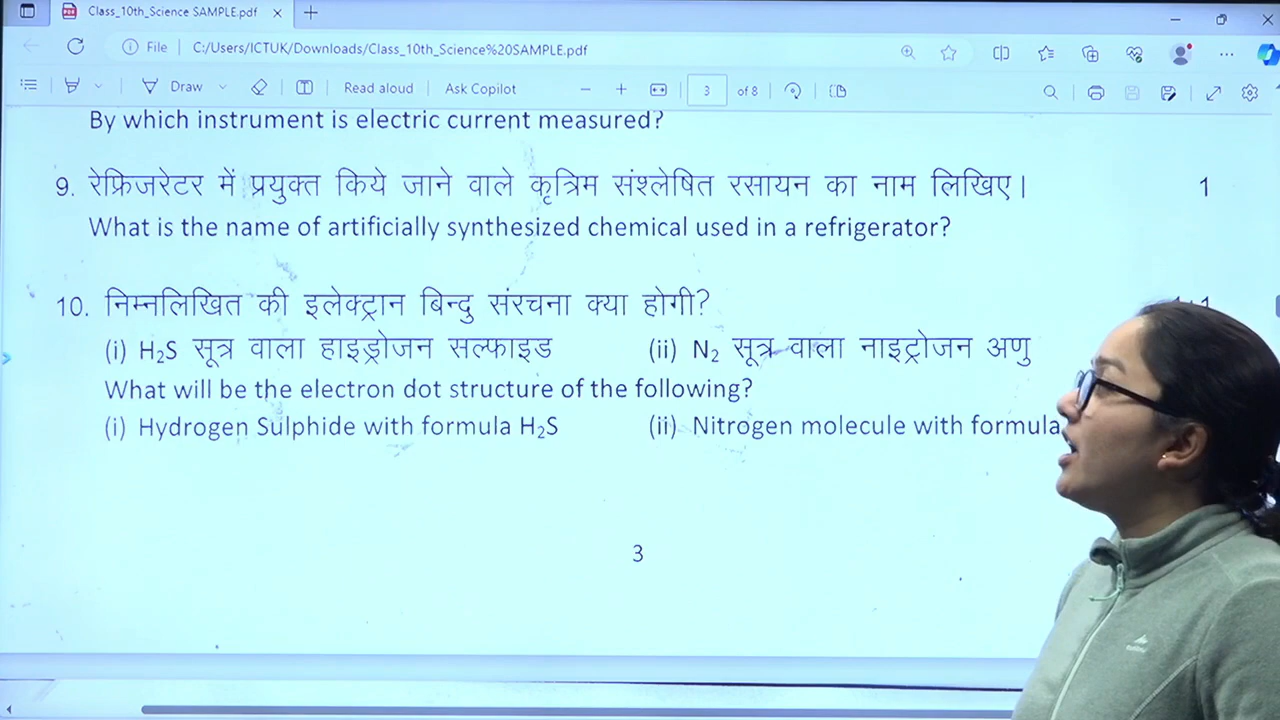 Class_10th_Science SAMPLE.pdf
File C:/Users/ICTUK/Downloads/Class_10th_Science%20SAMPLE.pdf
Draw Read aloud Ask Copilot 3 of 8
By which instrument is electric current measured?
9. रेफ्रिजरेटर में प्रयुक्त किये जाने वाले कृत्रिम संश्लेषित रसायन का नाम लिखिए। 1
What is the name of artificially synthesized chemical used in a refrigerator?
10. निम्नलिखित की इलेक्ट्रान बिन्दु संरचना क्या होगी?
(i) H₂S सूत्र वाला हाइड्रोजन सल्फाइड (ii) N₂ सूत्र वाला नाइट्रोजन अणु
What will be the electron dot structure of the following?
(i) Hydrogen Sulphide with formula H₂S (ii) Nitrogen molecule with formula
3